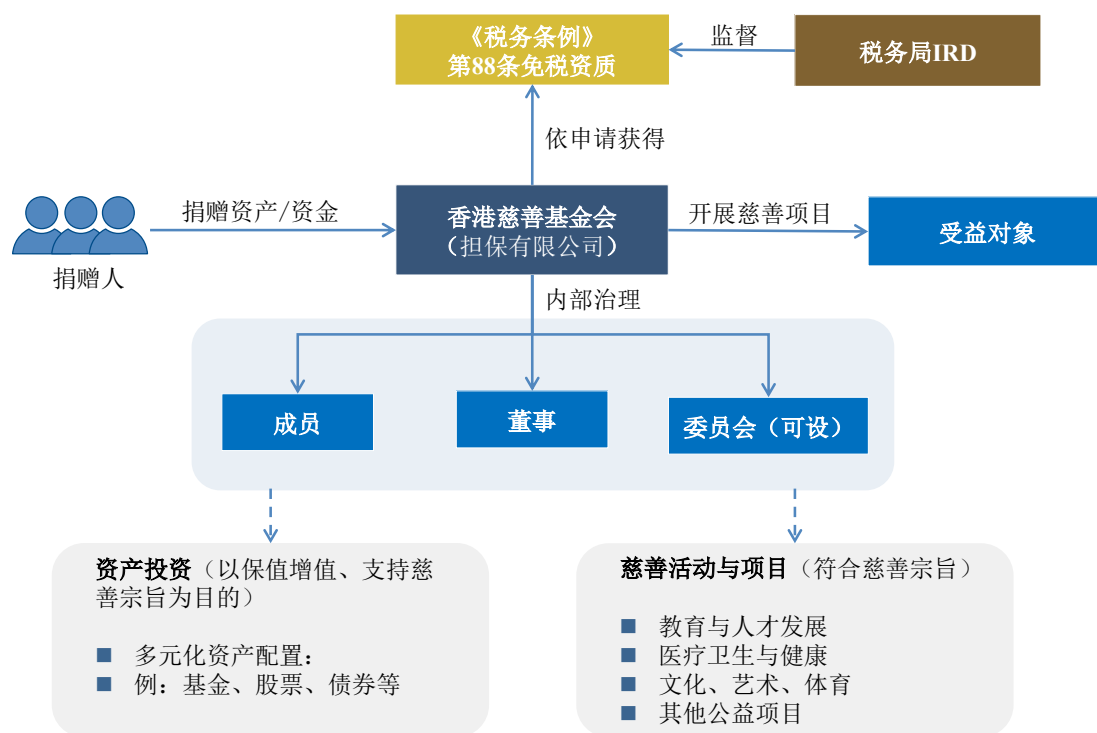 《税务条例》
第88条免税资质
监督
税务局IRD
依申请获得
捐赠资产/资金
香港慈善基金会
（担保有限公司）
开展慈善项目
受益对象
捐赠人
内部治理
成员
董事
委员会（可设）
资产投资（以保值增值、支持慈
善宗旨为目的）
多元化资产配置：
例：基金、股票、债券等
慈善活动与项目（符合慈善宗旨）
教育与人才发展
医疗卫生与健康
文化、艺术、体育
其他公益项目